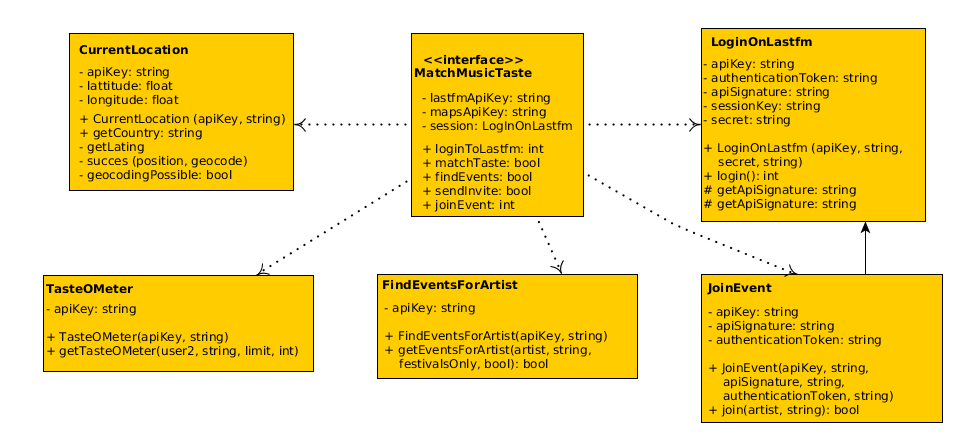 CurrentLocation
- apiKey: string
- lattitude: float
- longitude: float
+ CurrentLocation (apiKey, string)
+ getCountry: string
- getLating
- succes (position, geocode)
- geocodingPossible: bool
<<interface>>
MatchMusicTaste
- lastfmApiKey: string
- mapsApiKey: string
- session: LogInOnLastfm
+ loginToLastfm: int
+ matchTaste: bool
+ findEvents: bool
+ sendInvite: bool
+ joinEvent: int
LoginOnLastfm
- apiKey: string
- authenticationToken: string
- apiSignature: string
- sessionKey: string
- secret: string
+ LoginOnLastfm (apiKey, string,
secret, string)
+ login(): int
# getApiSignature: string
# getApiSignature: string
TasteOMeter
- apiKey: string
+ TasteOMeter(apiKey, string)
+ getTasteOMeter(user2, string, limit, int)
FindEventsForArtist
- apiKey: string
+ FindEventsForArtist(apiKey, string)
+ getEventsForArtist(artist, string,
festivalsOnly, bool): bool
JoinEvent
- apiKey: string
- apiSignature: string
- authenticationToken: string
+ JoinEvent(apiKey, string,
apiSignature, string,
authenticationToken, string)
+ join(artist, string): bool